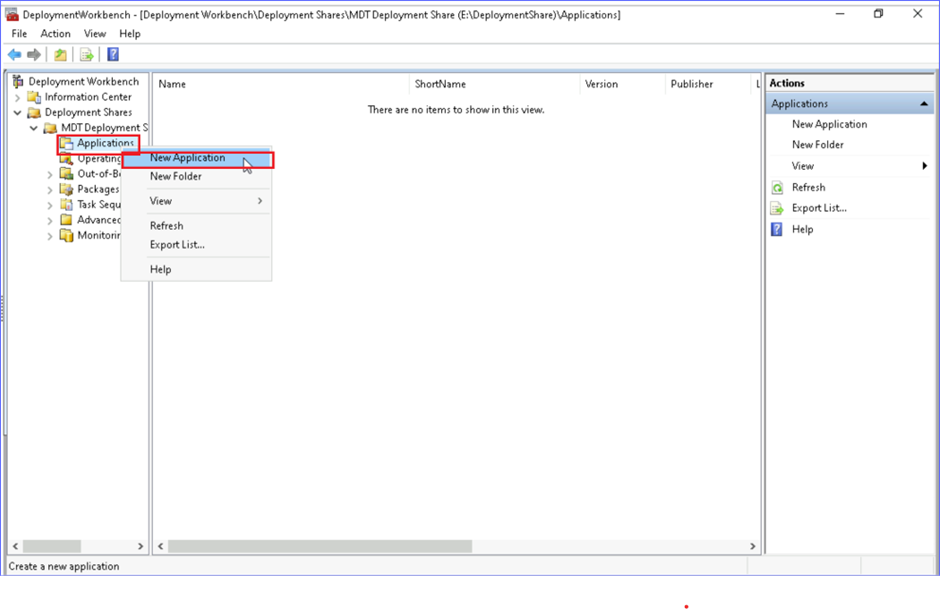 DeploymentWorkbench - [Deployment Workbench\Deployment Shares\MDT Deployment Share (E:\DeploymentShare)\Applications]
File Action View Help
Deployment Workbench
Information Center
Deployment Shares
MDT Deployment S
Applications
Operating
Out-of-B
Packages
Task Sequ
Advanced
Monitorin
New Application
New Folder
View
Refresh
Export List...
Help
Name ShortName Version Publisher L
There are no items to show in this view.
Actions
Applications
New Application
New Folder
View
Refresh
Export List...
Help
Create a new application